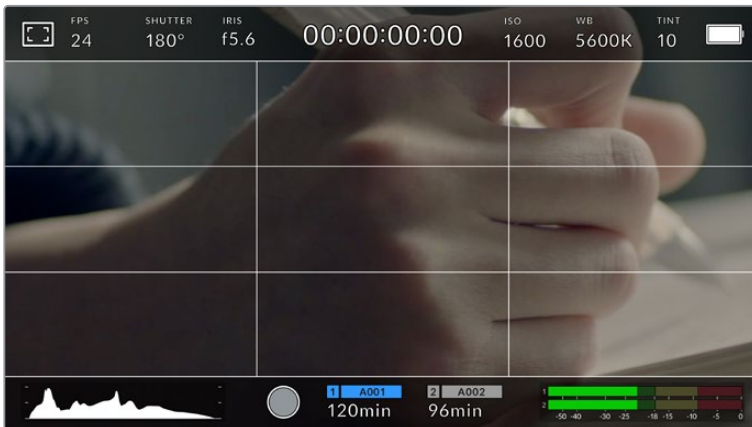 FPS SHUTTER IRIS ISO WB TINT
24 180° f5.6 00:00:00:00 1600 5600K 10
1 A001 2 A002
120min 96min
1
2
-50 -40 -30 -25 -18 -15 -10 -5 0